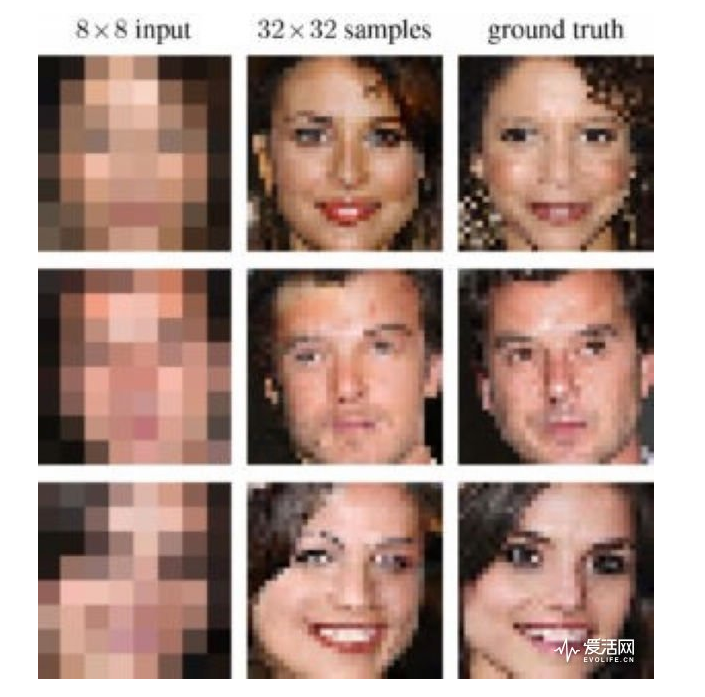 8×8 input 32×32 samples ground truth
爱活网
EVOLIFE.CN